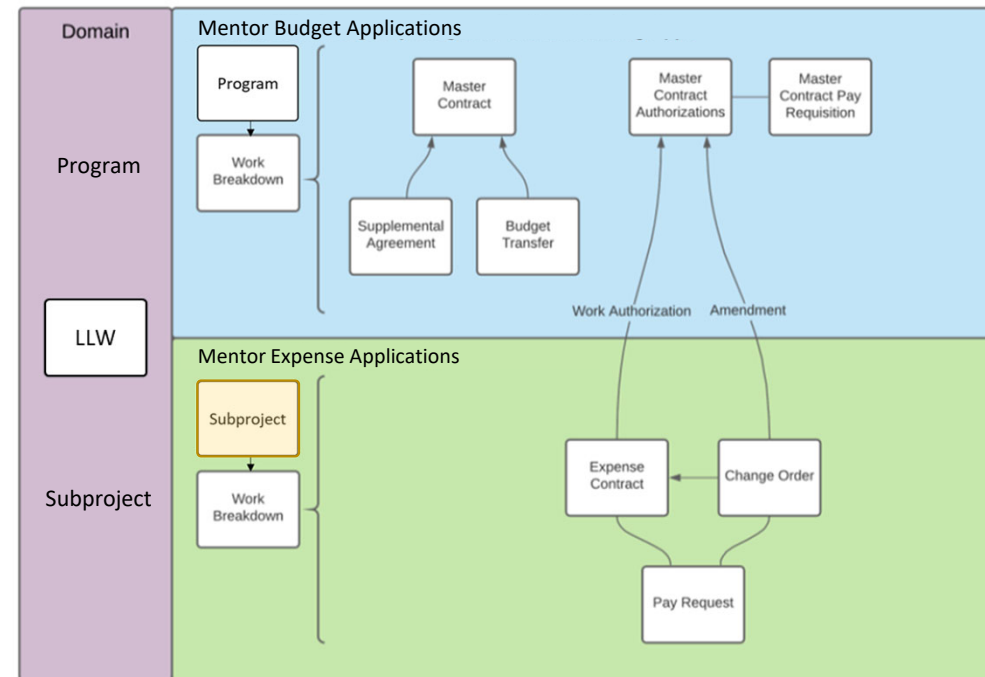 Domain
Program
LLW
Subproject
Mentor Budget Applications
Program
Work
Breakdown
Master
Contract
Supplemental
Agreement
Budget
Transfer
Master
Contract
Authorizations
Master
Contract Pay
Requisition
Work Authorization
Amendment
Mentor Expense Applications
Subproject
Work
Breakdown
Expense
Contract
Change Order
Pay Request